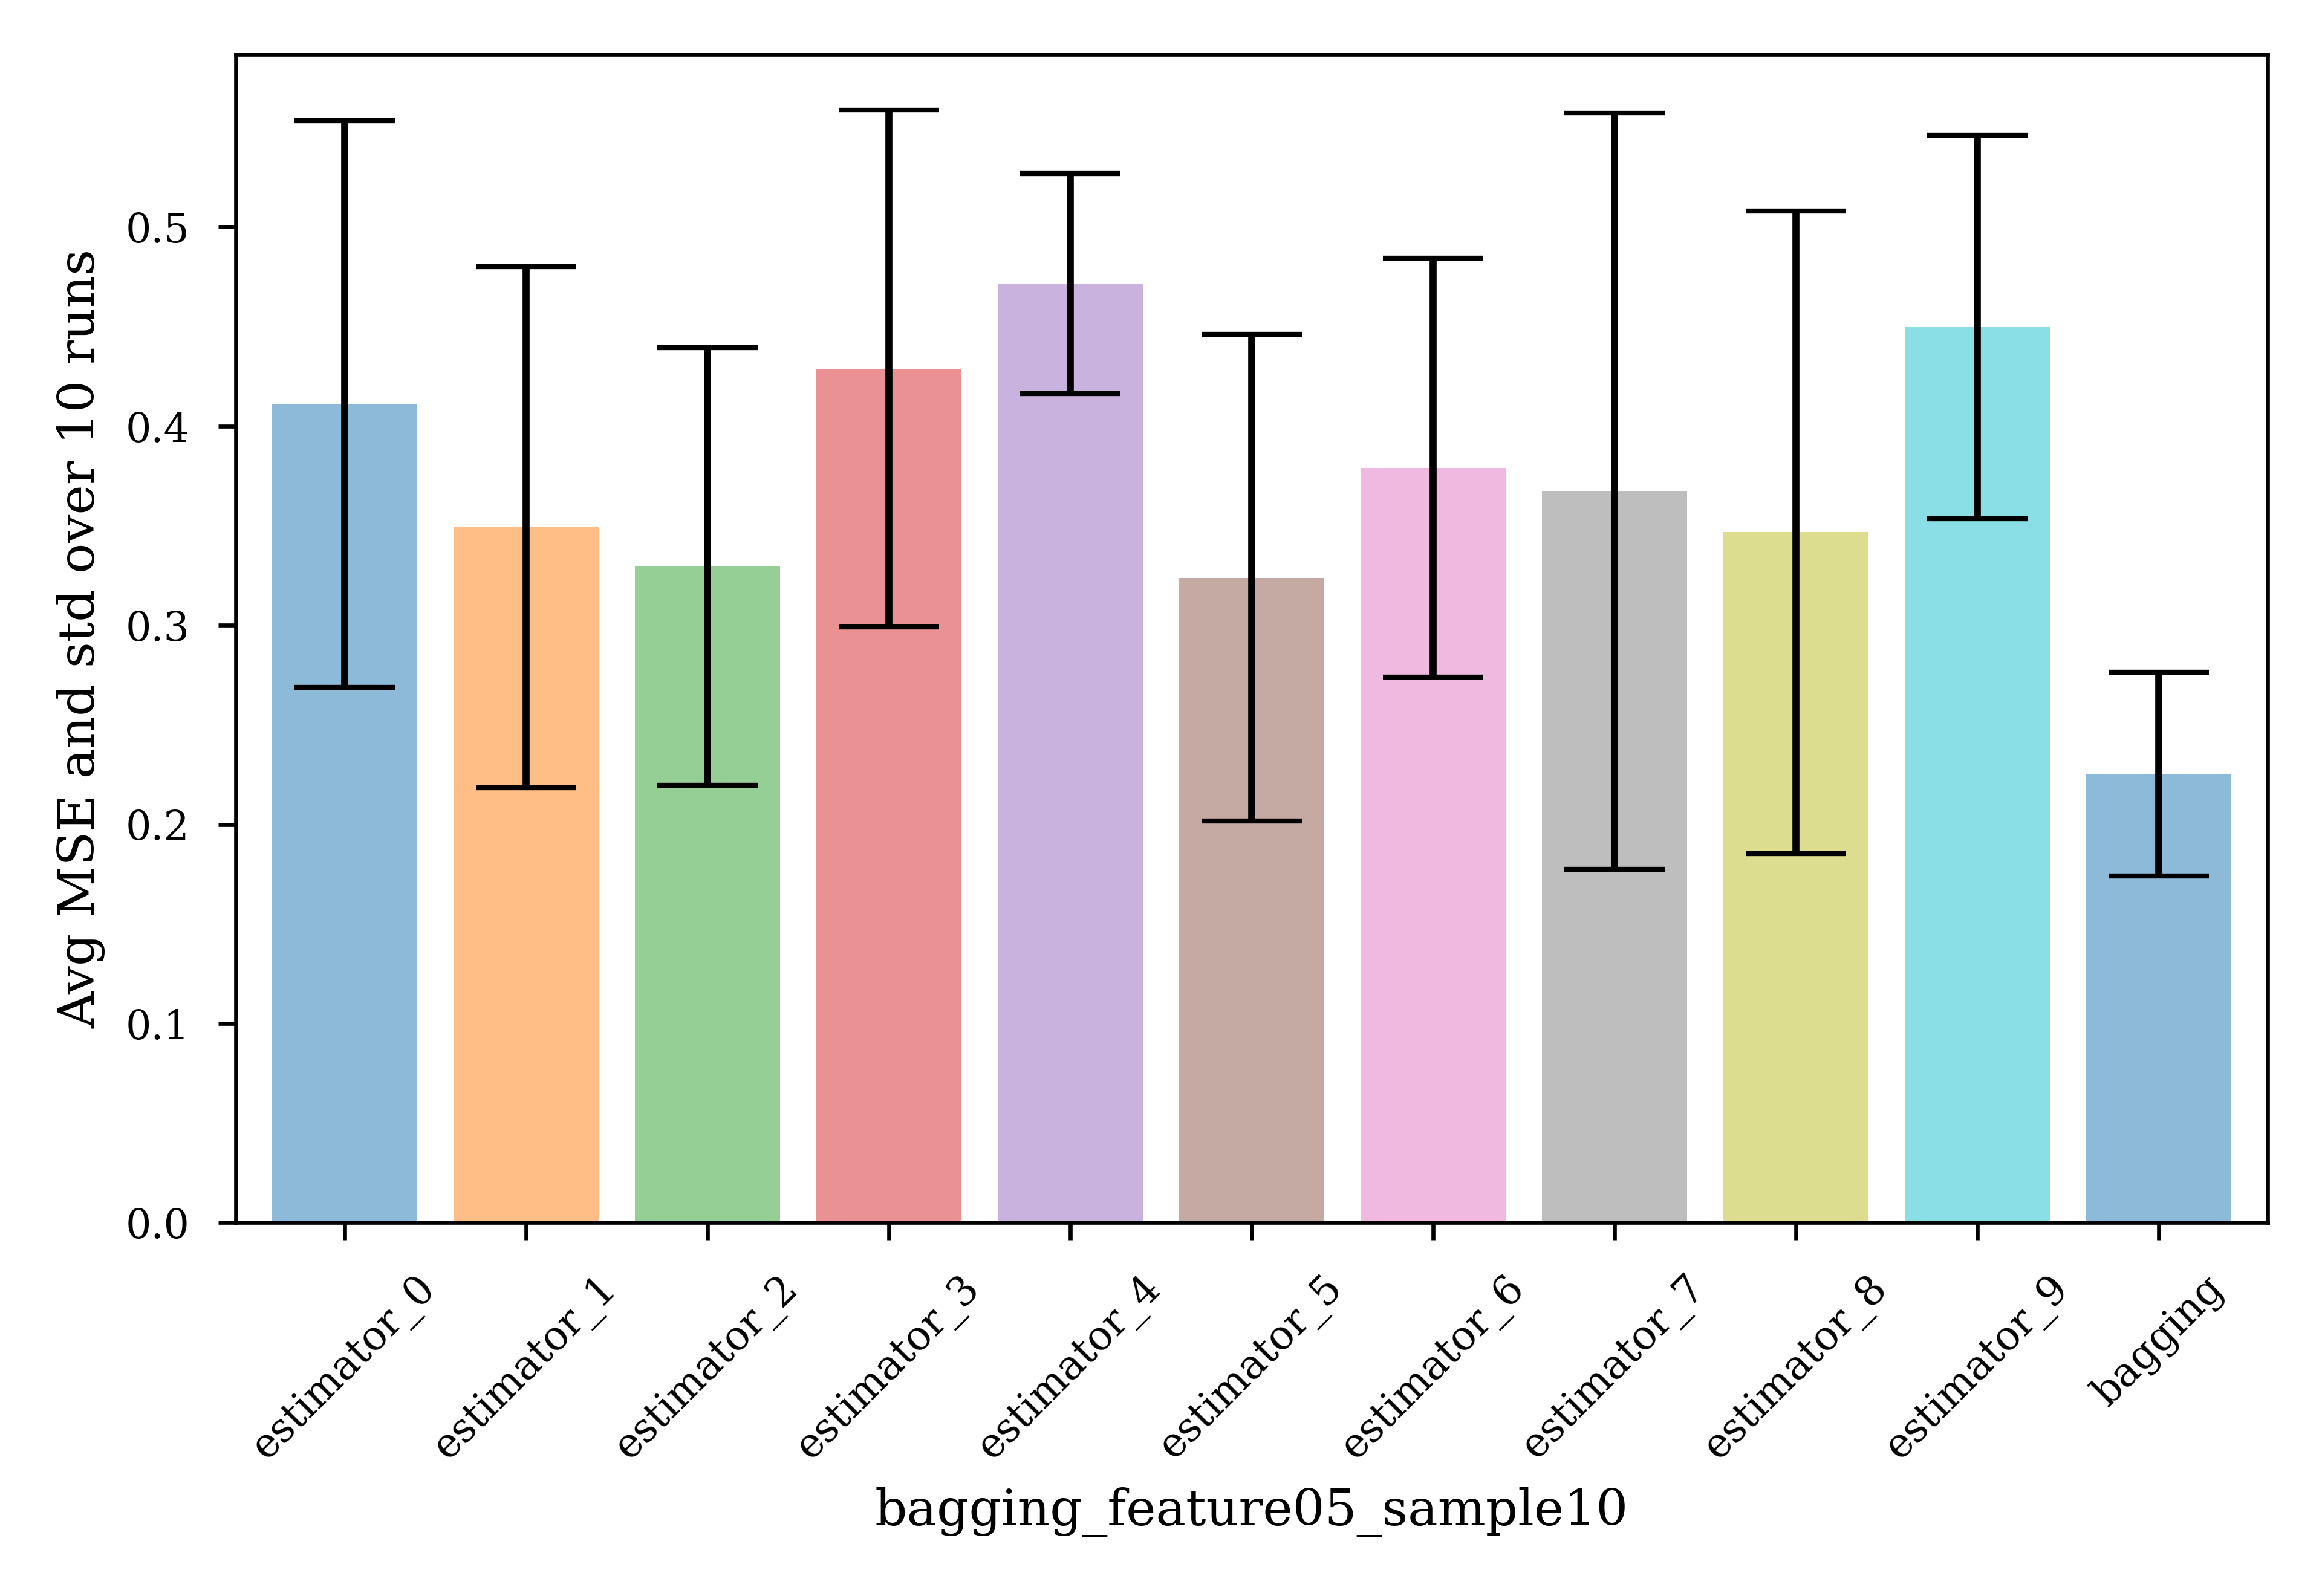 Avg MSE and std over 10 runs
0.5
0.4
0.3
0.2
0.1
0.0
estimator_0
estimator_1
estimator_2
estimator_3
estimator_4
estimator_5
estimator_6
estimator_7
estimator_8
estimator_9
bagging
bagging_feature05_sample10